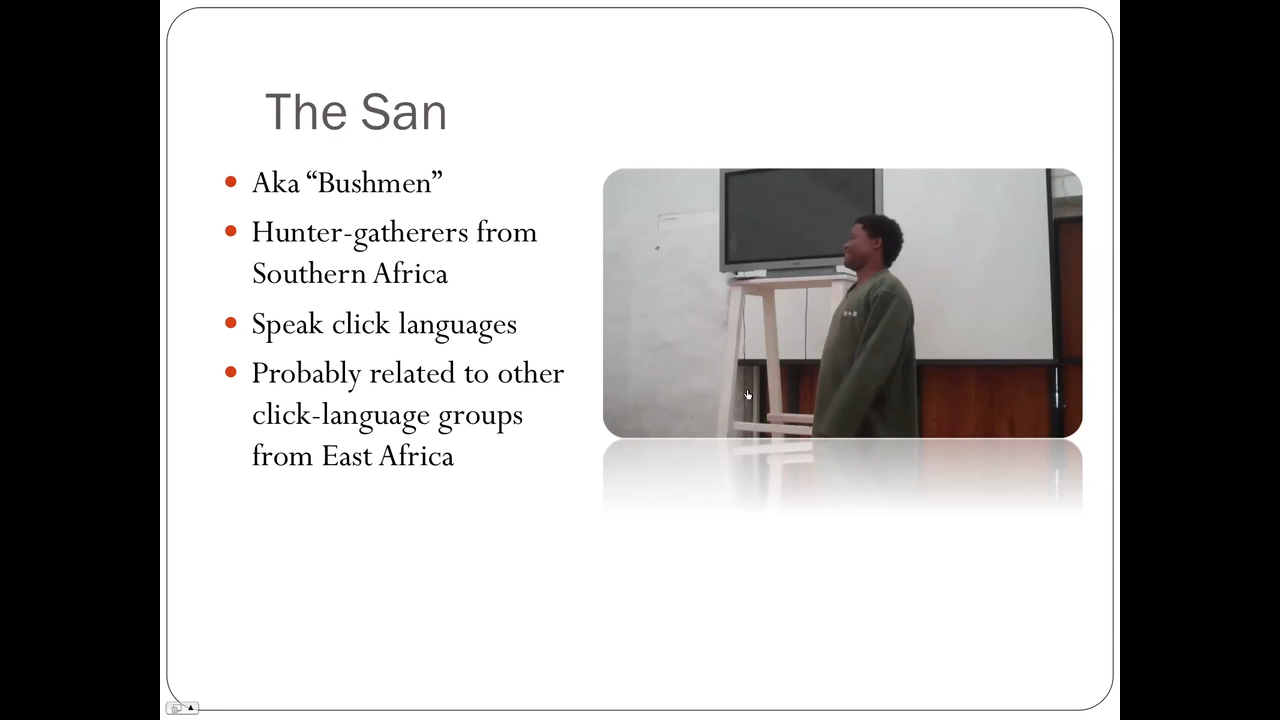 The San
Aka “Bushmen”
Hunter-gatherers from
Southern Africa
Speak click languages
Probably related to other
click-language groups
from East Africa